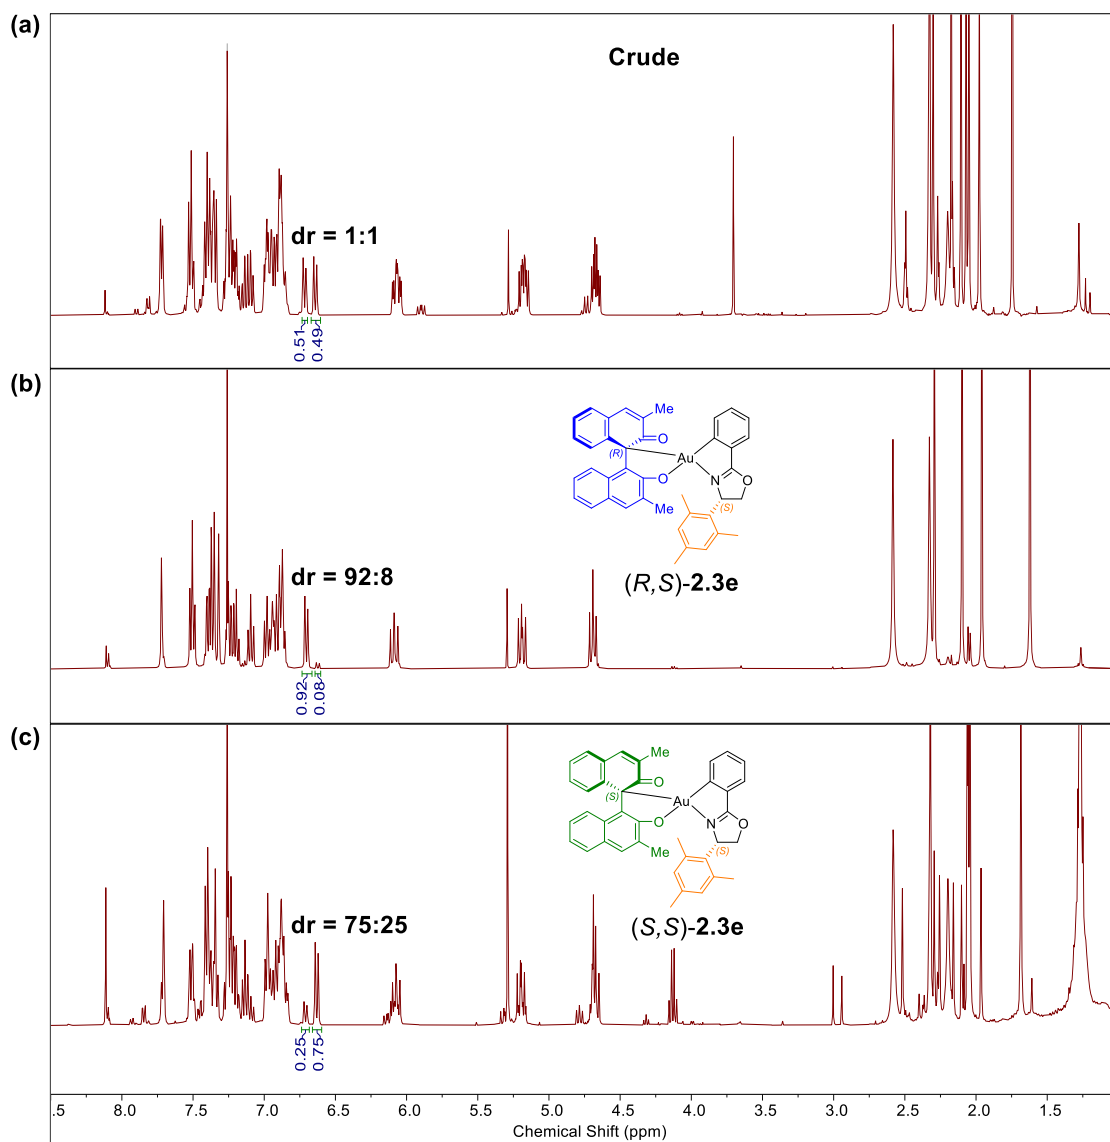 (a)
Crude
dr = 1:1
0.51
0.49
(b)
Me
O
(R)
Au
O
N
O
Me
(S)
dr = 92:8
(R,S)-2.3e
0.92
0.08
(c)
Me
O
(S)
Au
O
N
O
Me
(S)
dr = 75:25
(S,S)-2.3e
0.25
0.75
.5 8.0 7.5 7.0 6.5 6.0 5.5 5.0 4.5 4.0 3.5 3.0 2.5 2.0 1.5
Chemical Shift (ppm)